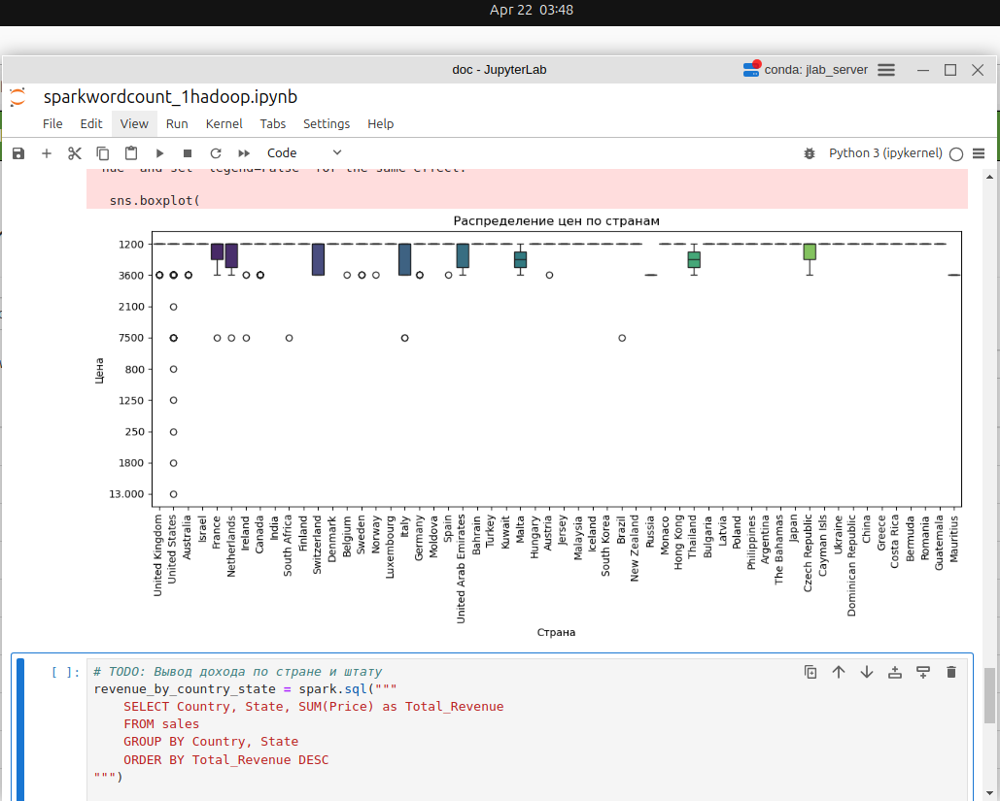 Apr 22 03:48
doc - JupyterLab
conda: jlab_server
sparkwordcount_1hadoop.ipynb
File Edit View Run Kernel Tabs Settings Help
Code
Python 3 (ipykernel)
`hue` and set `legend=False` for the same effect.
sns.boxplot(
Распределение цен по странам
1200
3600
2100
7500
800
1250
250
1800
13.000
Цена
United Kingdom
United States
Australia
Israel
France
Netherlands
Ireland
Canada
India
South Africa
Finland
Switzerland
Denmark
Belgium
Sweden
Norway
Luxembourg
Italy
Germany
Moldova
Spain
United Arab Emirates
Bahrain
Turkey
Kuwait
Malta
Hungary
Austria
Jersey
Malaysia
Iceland
South Korea
Brazil
New Zealand
Russia
Monaco
Hong Kong
Thailand
Bulgaria
Latvia
Poland
Philippines
Argentina
The Bahamas
Japan
Czech Republic
Cayman Isls
Ukraine
Dominican Republic
China
Greece
Costa Rica
Bermuda
Romania
Guatemala
Mauritius
Страна
[ ]:
# TODO: Вывод дохода по стране и штату
revenue_by_country_state = spark.sql("""
SELECT Country, State, SUM(Price) as Total_Revenue
FROM sales
GROUP BY Country, State
ORDER BY Total_Revenue DESC
""")